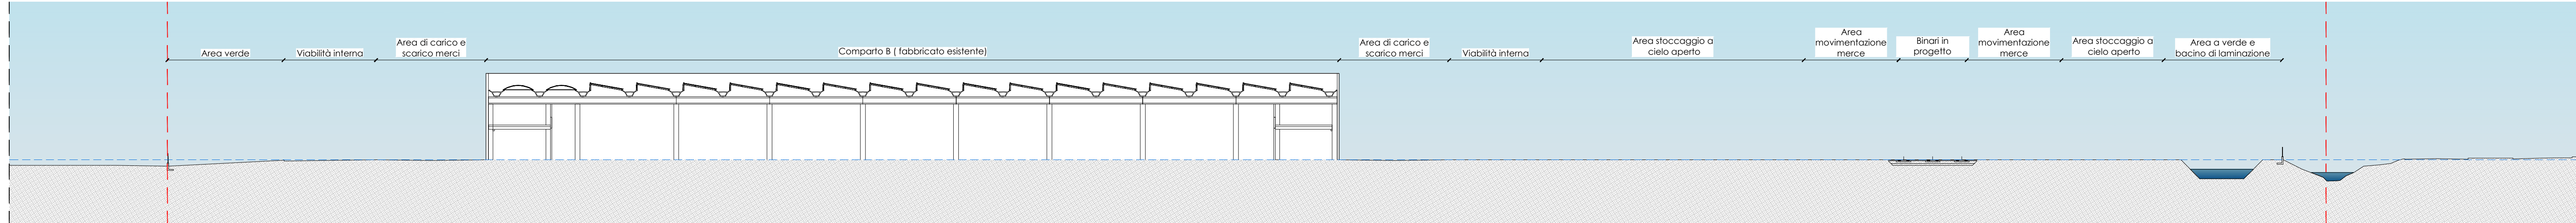 Area verde
Viabilità interna
Area di carico e
scarico merci
Comparto B ( fabbricato esistente)
Area di carico e
scarico merci
Viabilità interna
Area stoccaggio a
cielo aperto
Area
movimentazione
merce
Binari in
progetto
Area
movimentazione
merce
Area stoccaggio a
cielo aperto
Area a verde e
bacino di laminazione